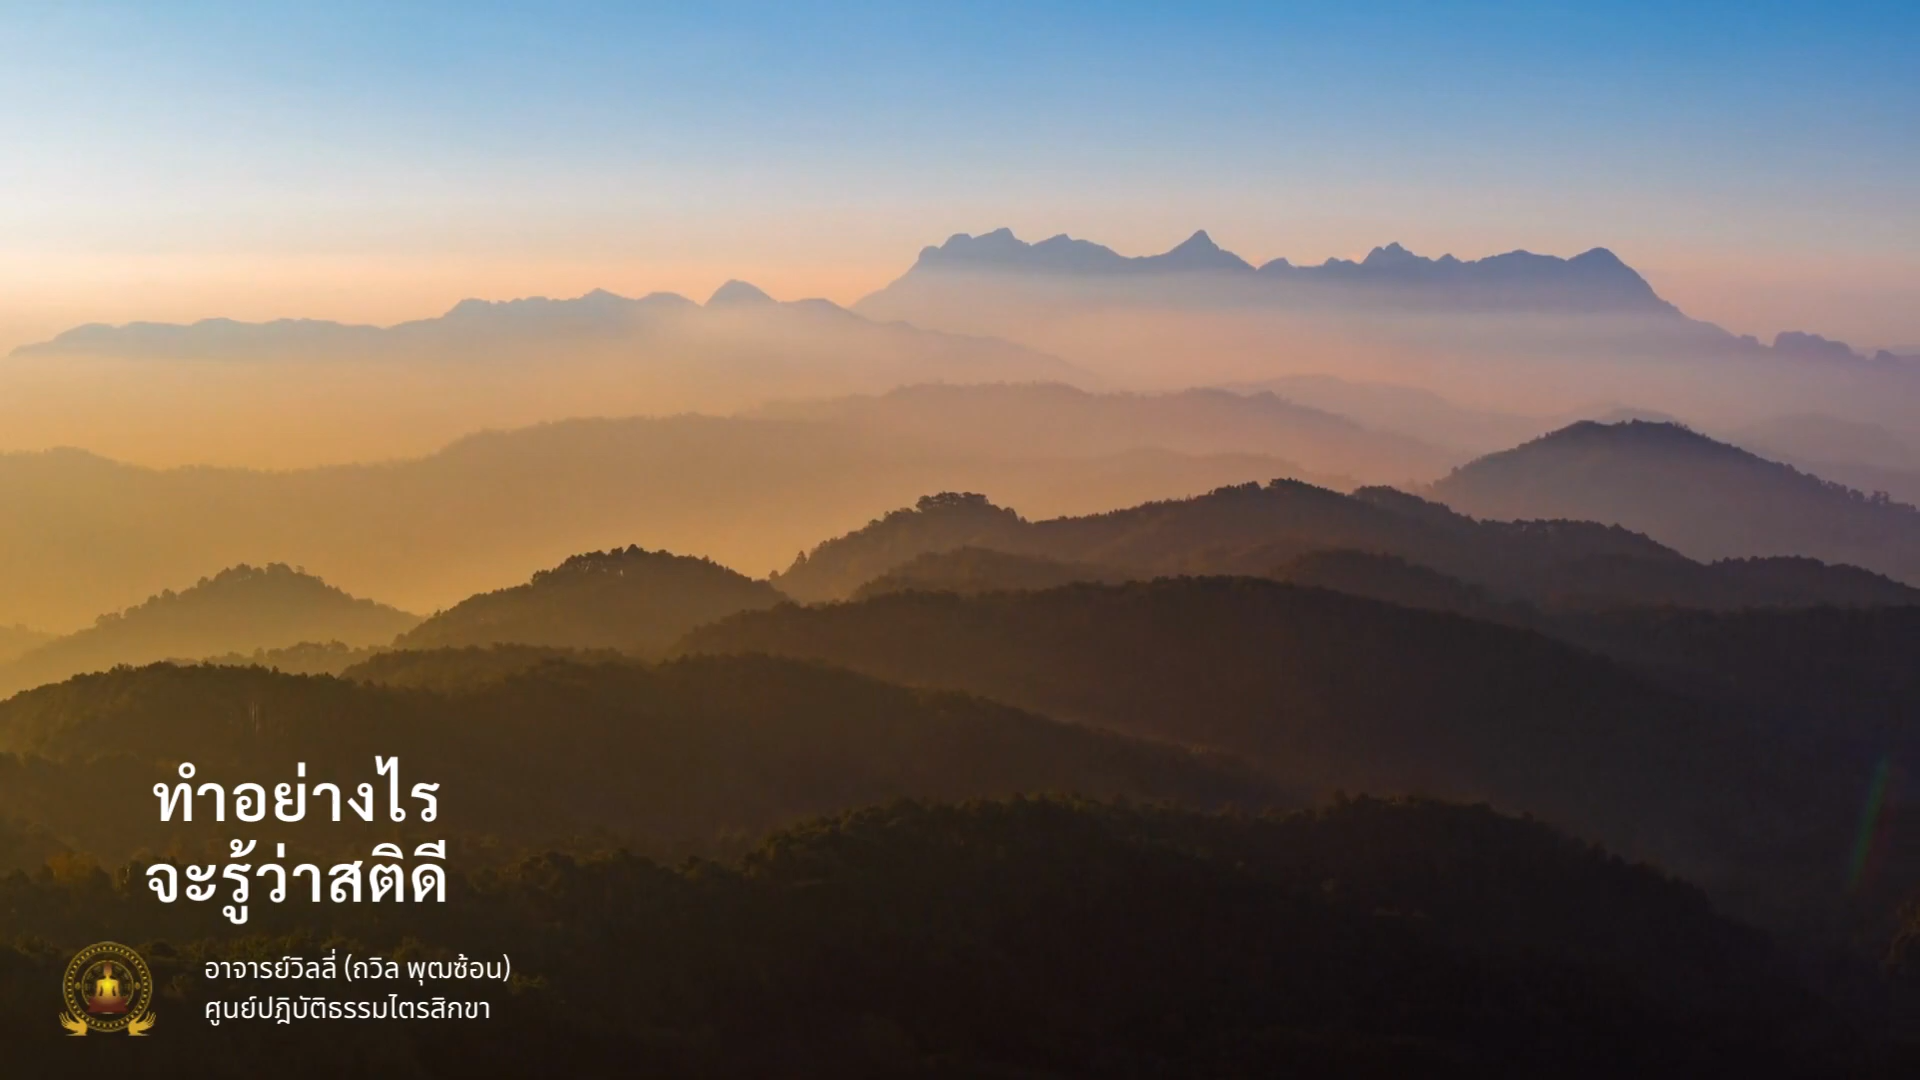 ทำอย่างไร
จะรู้ว่าสติดี
อาจารย์วิลลี่ (ถวิล พุฒซ้อน)
ศูนย์ปฎิบัติธรรมไตรสิกขา